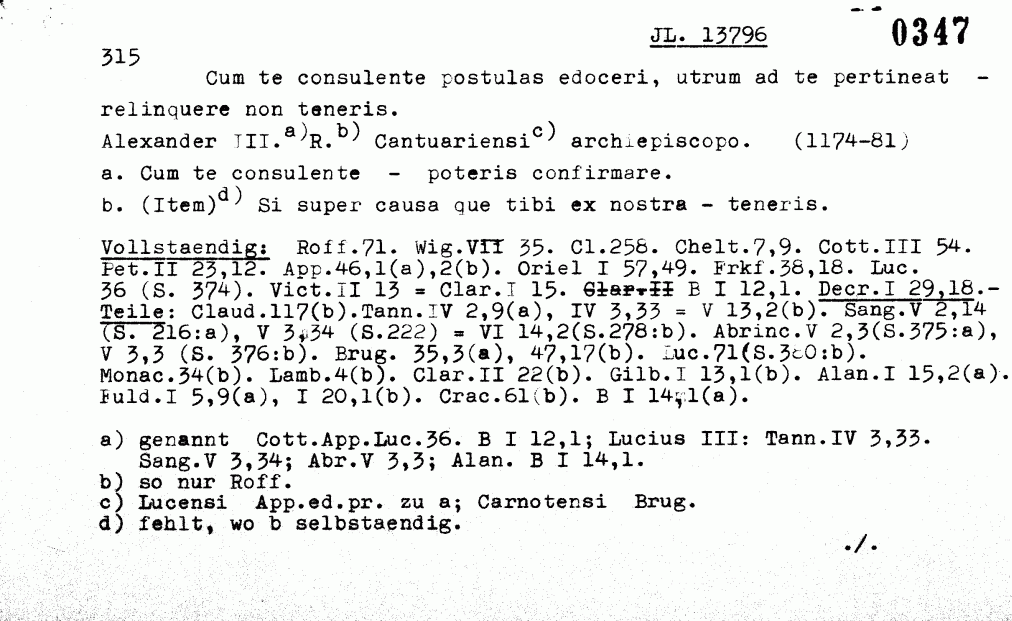 JL. 13796 0347
315
Cum te consulente postulas edoceri, utrum ad te pertineat -
relinquere non teneris.
Alexander III.a)R.b) Cantuariensic) archiepiscopo. (1174-81)
a. Cum te consulente - poteris confirmare.
b. (Item)d) Si super causa que tibi ex nostra - teneris.
Vollstaendig: Roff.71. Wig.VII 35. Cl.258. Chelt.7,9. Cott.III 54.
Pet.II 23,12. App.46,1(a),2(b). Oriel I 57,49. Frkf.38,18. Luc.
36 (S. 374). Vict.II 13 = Clar.I 15. Clar.II B I 12,1. Decr.I 29,18.-
Teile: Claud.117(b).Tann.IV 2,9(a), IV 3,33 = V 13,2(b). Sang.V 2,14
(S. 216:a), V 3,34 (S.222) = VI 14,2(S.278:b). Abrinc.V 2,3(S.375:a),
V 3,3 (S. 376:b). Brug. 35,3(a), 47,17(b). Luc.71(S.380:b).
Monac.34(b). Lamb.4(b). Clar.II 22(b). Gilb.I 13,1(b). Alan.I 15,2(a).
Fuld.I 5,9(a), I 20,1(b). Crac.61(b). B I 14,1(a).
a) genannt Cott.App.Luc.36. B I 12,1; Lucius III: Tann.IV 3,33.
Sang.V 3,34; Abr.V 3,3; Alan. B I 14,1.
b) so nur Roff.
c) Lucensi App.ed.pr. zu a; Carnotensi Brug.
d) fehlt, wo b selbstaendig.
./.